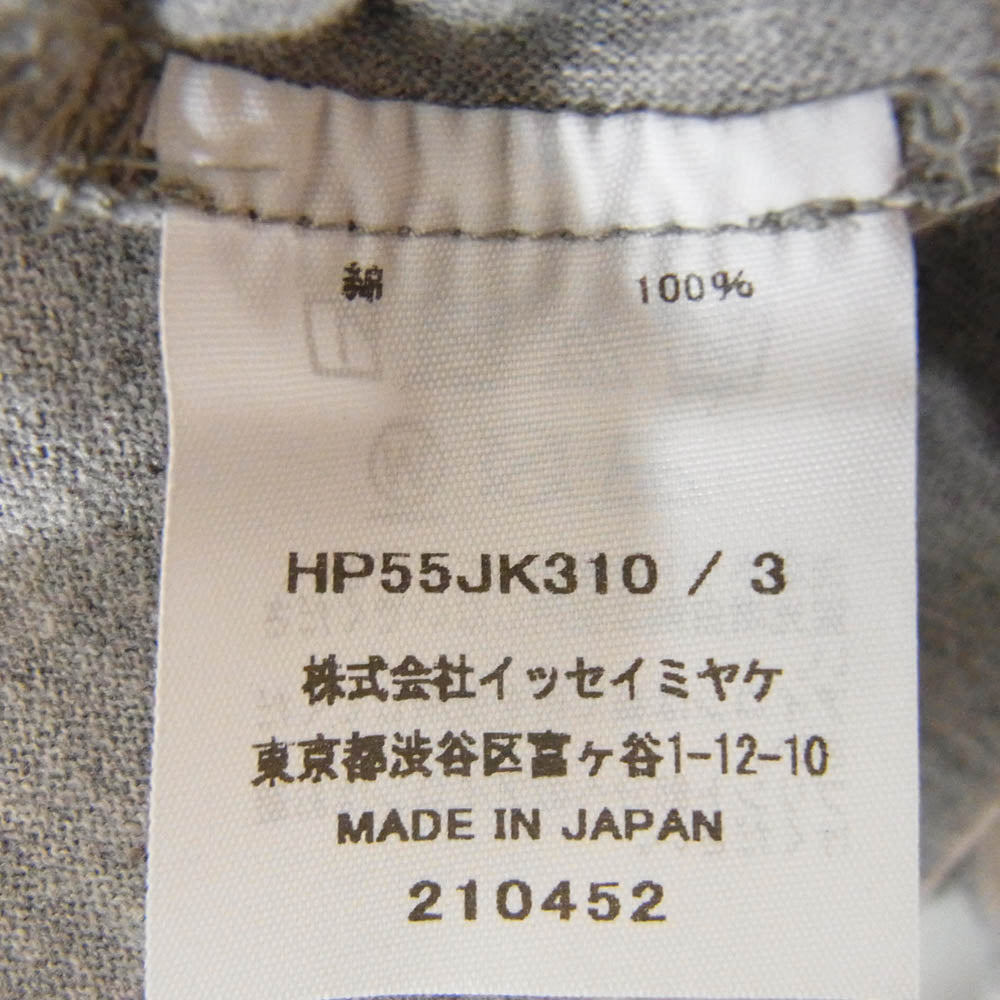 綿 100%
HP55JK310 / 3
株式会社イッセイミヤケ
東京都渋谷区富ヶ谷1-12-10
MADE IN JAPAN
210452